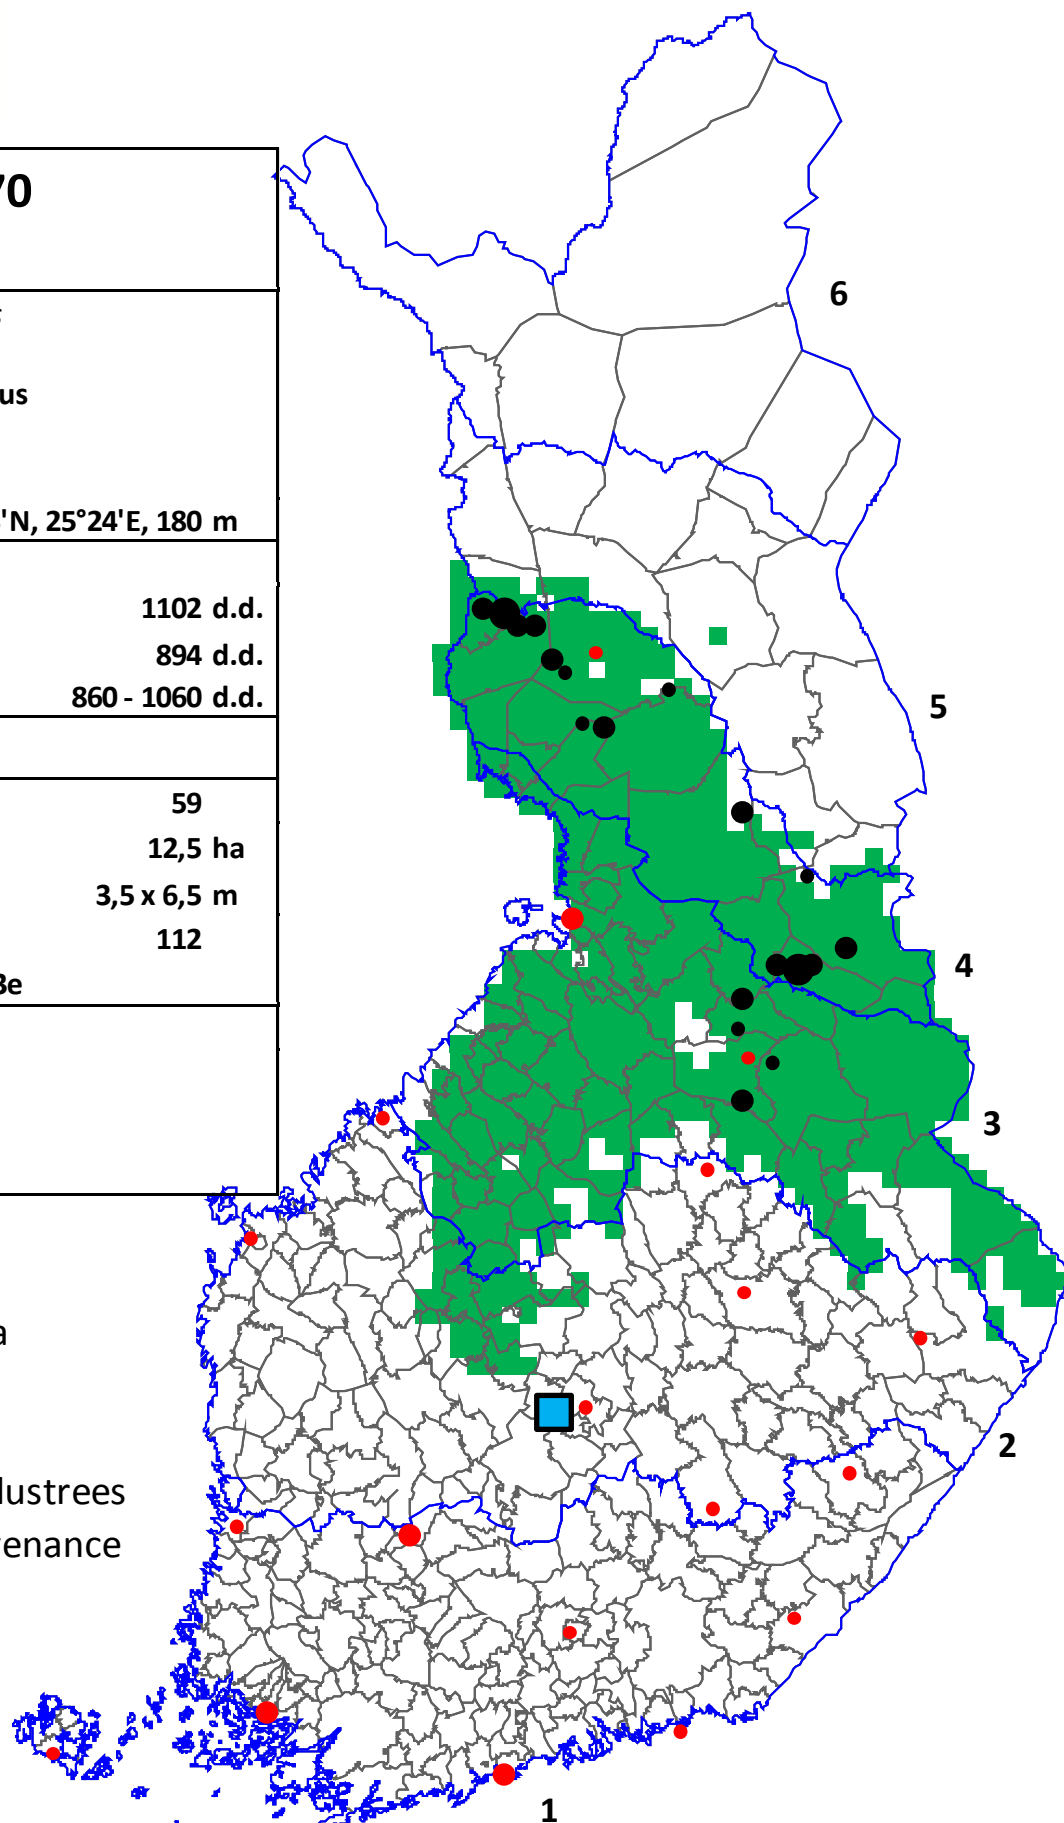 70
us
'N, 25°24'E, 180 m
1102 d.d.
894 d.d.
860 - 1060 d.d.
59
12,5 ha
3,5 x 6,5 m
112
3e
a
lustrees
venance
6
5
4
3
2
1